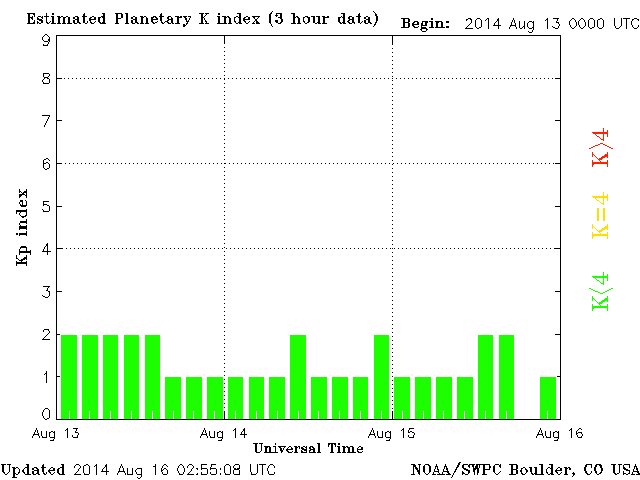 Estimated Planetary K index (3 hour data) Begin: 2014 Aug 13 0000 UTC
9
8
7
6
5
4
3
2
1
0
Kp index
K>4
K=4
K<4
Aug 13 Aug 14 Aug 15 Aug 16
Universal Time
Updated 2014 Aug 16 02:55:08 UTC NOAA/SWPC Boulder, CO USA